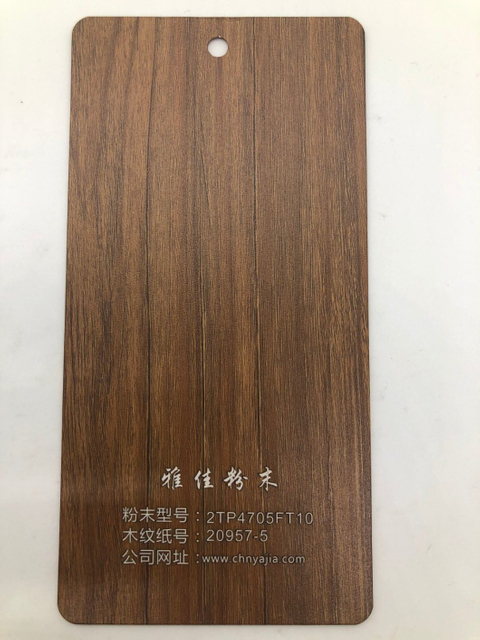 雅佳粉末
粉末型号：2TP4705FT10
木纹纸号：20957-5
公司网址：www.chnyajia.com